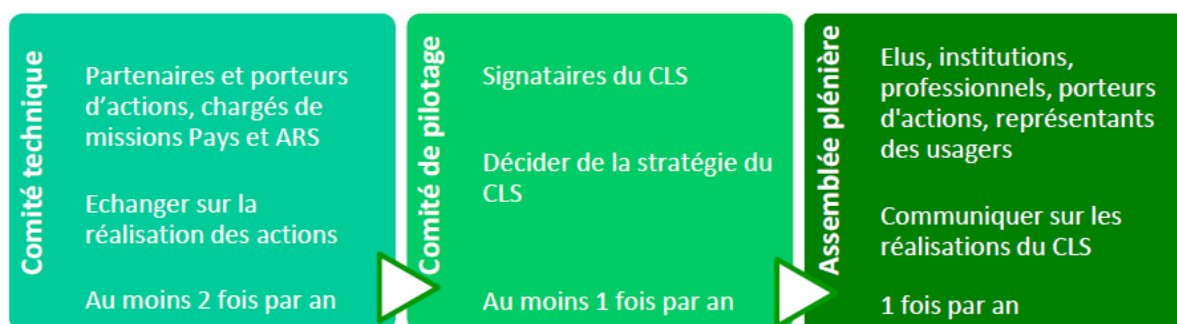 Comité technique
Partenaires et porteurs
d’actions, chargés de
missions Pays et ARS
Echanger sur la
réalisation des actions
Au moins 2 fois par an
Comité de pilotage
Signataires du CLS
Décider de la stratégie du
CLS
Au moins 1 fois par an
Assemblée plénière
Elus, institutions,
professionnels, porteurs
d'actions, représentants
des usagers
Communiquer sur les
réalisations du CLS
1 fois par an